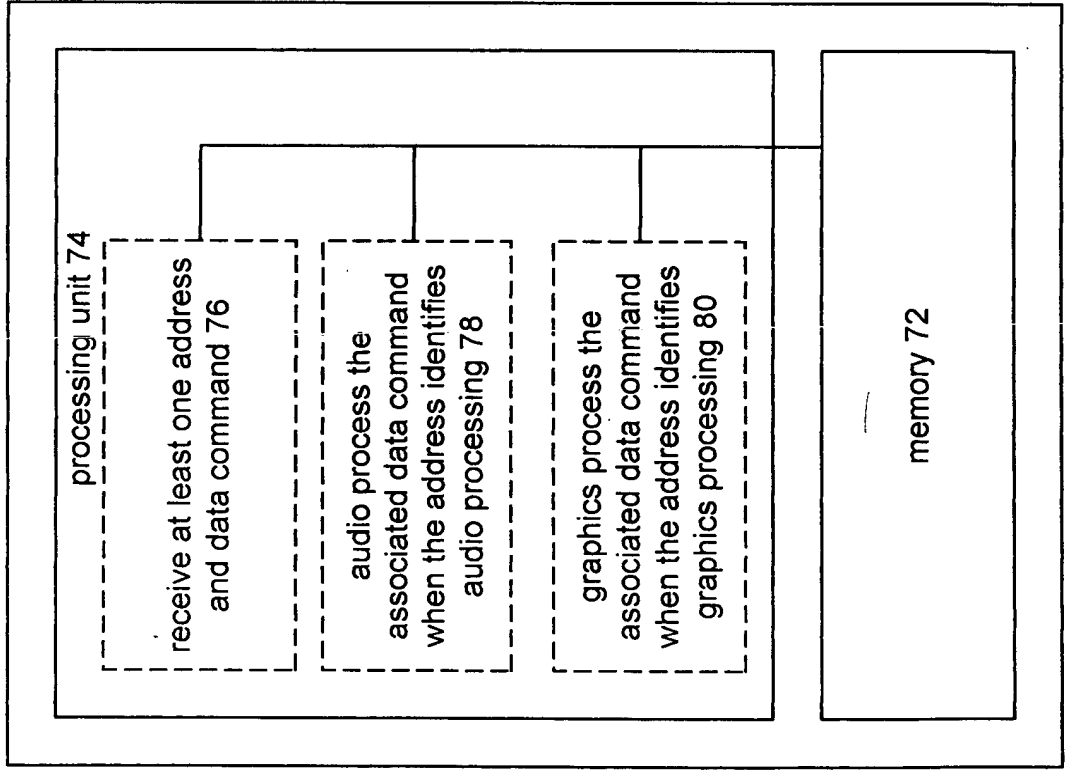 processing unit 74
receive at least one address
and data command 76
audio process the
associated data command
when the address identifies
audio processing 78
graphics process the
associated data command
when the address identifies
graphics processing 80
memory 72